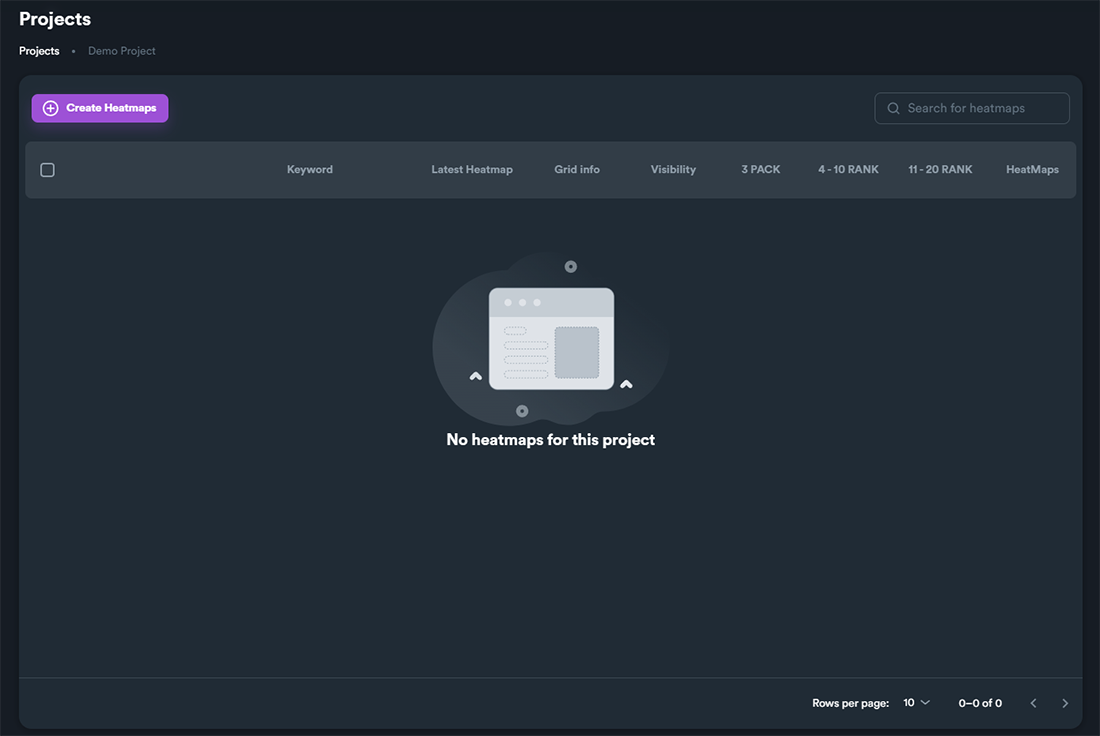 Projects
Projects • Demo Project
Create Heatmaps
Search for heatmaps
Keyword Latest Heatmap Grid info Visibility 3 PACK 4 - 10 RANK 11 - 20 RANK HeatMaps
No heatmaps for this project
Rows per page: 10 0–0 of 0